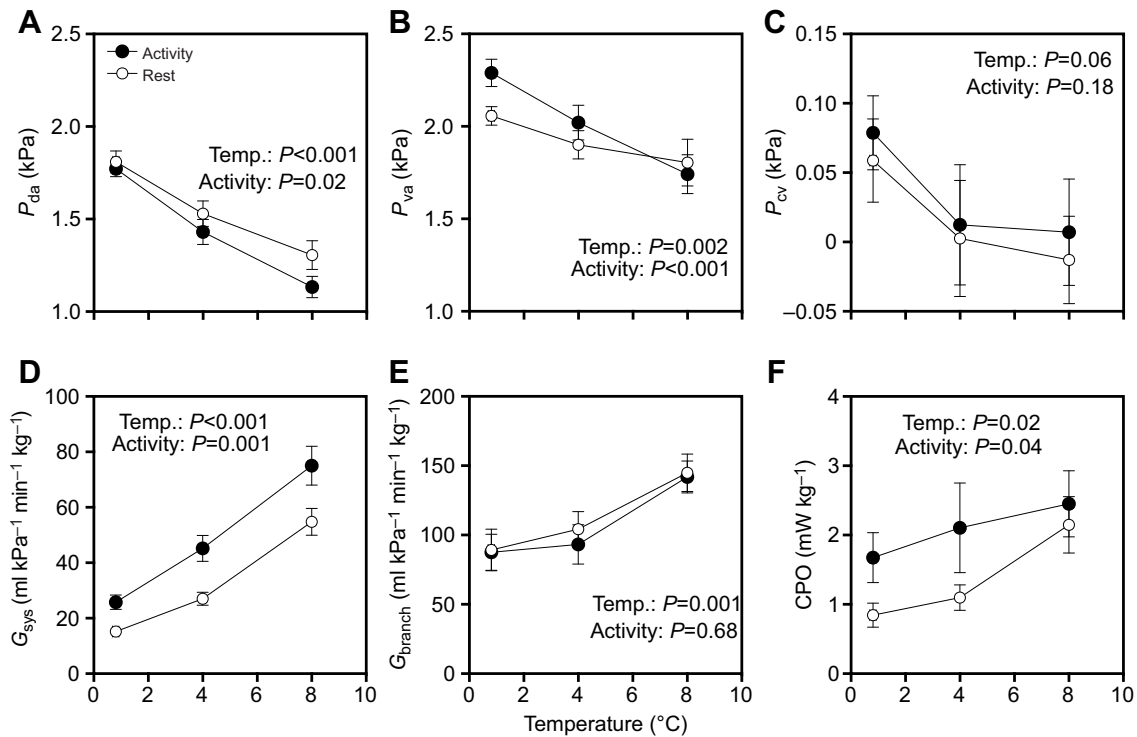 A
2.5
2.0
1.5
1.0
P_da (kPa)
Activity
Rest
Temp.: P<0.001
Activity: P=0.02
B
2.5
2.0
1.5
1.0
P_va (kPa)
Temp.: P=0.002
Activity: P<0.001
C
0.15
0.10
0.05
0
–0.05
P_cv (kPa)
Temp.: P=0.06
Activity: P=0.18
D
100
80
60
40
20
0
G_sys (ml kPa⁻¹ min⁻¹ kg⁻¹)
Temp.: P<0.001
Activity: P=0.001
0 2 4 6 8 10
E
200
150
100
50
0
G_branch (ml kPa⁻¹ min⁻¹ kg⁻¹)
Temp.: P=0.001
Activity: P=0.68
0 2 4 6 8 10
Temperature (°C)
F
4
3
2
1
0
CPO (mW kg⁻¹)
Temp.: P=0.02
Activity: P=0.04
0 2 4 6 8 10